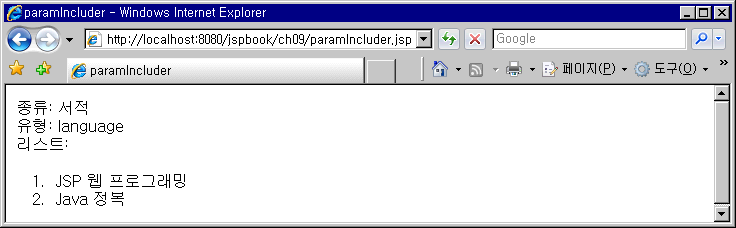 paramIncluder - Windows Internet Explorer
http://localhost:8080/jspbook/ch09/paramIncluder.jsp
Google
paramIncluder
페이지(P)
도구(O)
종류: 서적
유형: language
리스트:
1. JSP 웹 프로그래밍
2. Java 정복